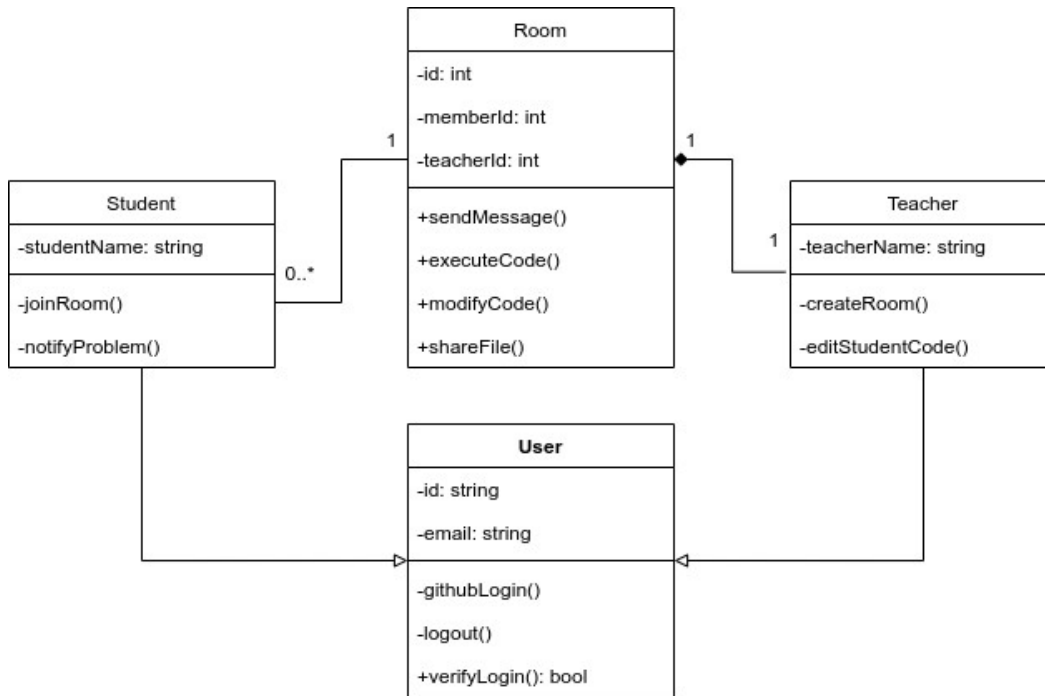 Room
-id: int
-memberId: int
-teacherId: int
+sendMessage()
+executeCode()
+modifyCode()
+shareFile()
1
1
Student
-studentName: string
-joinRoom()
-notifyProblem()
0..*
Teacher
-teacherName: string
-createRoom()
-editStudentCode()
1
User
-id: string
-email: string
-githubLogin()
-logout()
+verifyLogin(): bool